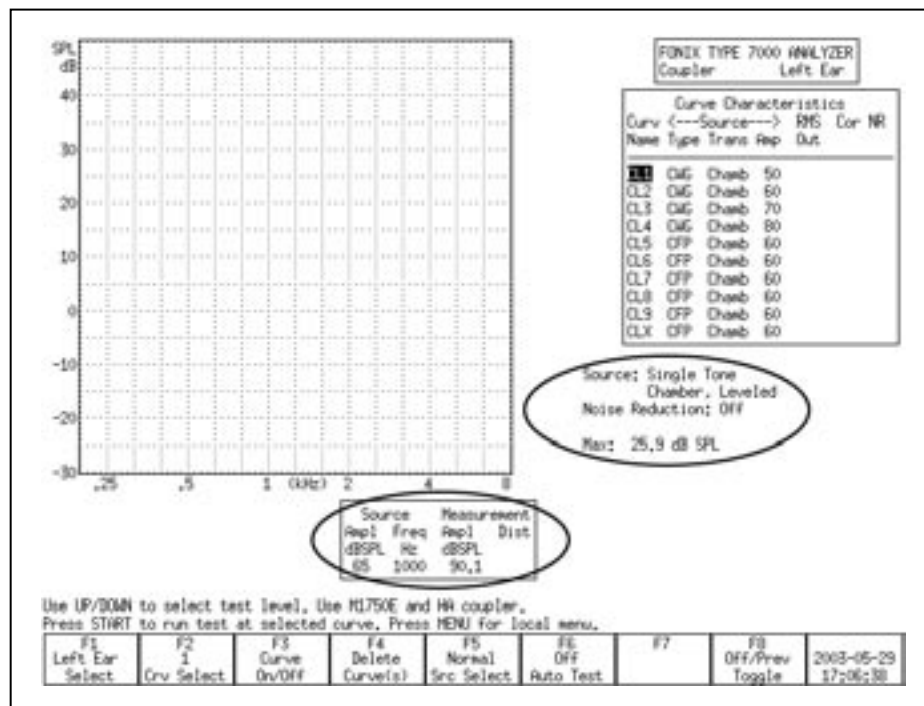 SPL
dB
40
30
20
10
0
-10
-20
-30
.25 .5 1 (kHz) 2 4 8
FONIX TYPE 7000 ANALYZER
Coupler Left Ear
Curve Characteristics
Curv <---Source---> RMS Cor NR
Name Type Trans Amp Out
CL1 CWG Chamb 50
CL2 CWG Chamb 60
CL3 CWG Chamb 70
CL4 CWG Chamb 80
CL5 CFP Chamb 60
CL6 CFP Chamb 60
CL7 CFP Chamb 60
CL8 CFP Chamb 60
CL9 CFP Chamb 60
CLX CFP Chamb 60
Source: Single Tone
Chamber, Leveled
Noise Reduction: Off
Max: 25.9 dB SPL
Source Measurement
Ampl Freq Ampl Dist
dBSPL Hz dBSPL
65 1000 90.1
Use UP/DOWN to select test level. Use M1750E and HA coupler.
Press START to run test at selected curve. Press MENU for local menu.
F1 F2 F3 F4 F5 F6 F7 F8
Left Ear 1 Curve Delete Normal Off Off/Prev 2003-05-29
Select Crv Select On/Off Curve(s) Src Select Auto Test Toggle 17:06:38